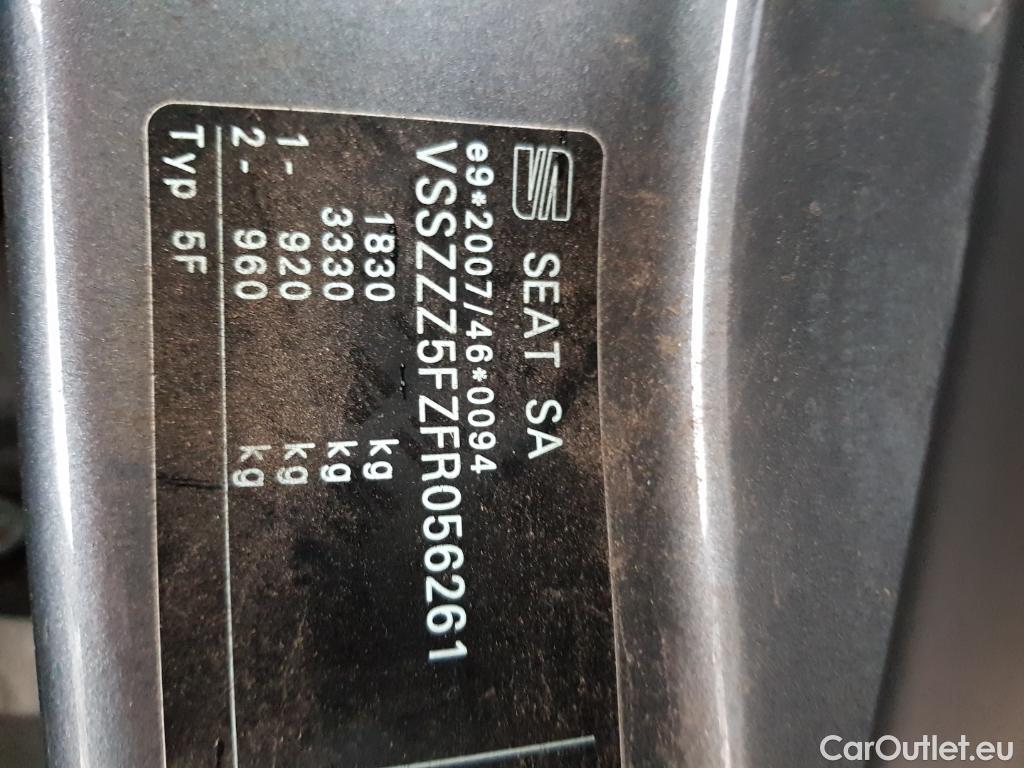 SEAT SA
e9*2007/46*0094
VSSZZZ5FZFR056261
1830 kg
3330 kg
1- 920 kg
2- 960 kg
Typ 5F
CarOutlet.eu